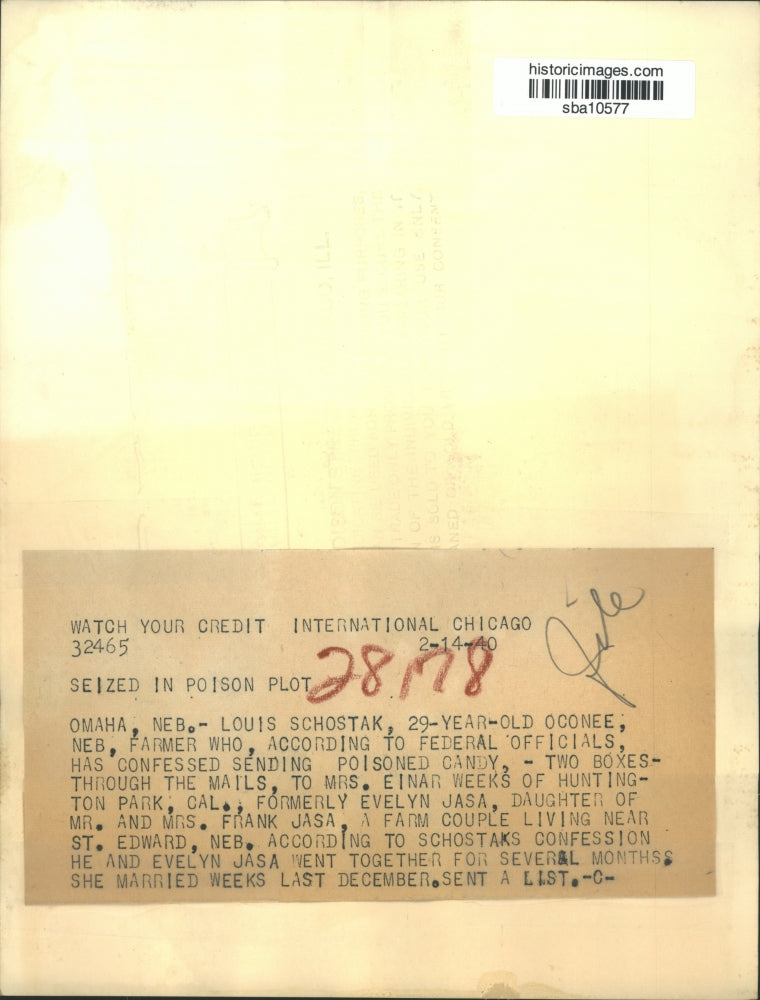 historicimages.com
sba10577
WATCH YOUR CREDIT INTERNATIONAL CHICAGO
32465 2-14-40
28M8
SEIZED IN POISON PLOT
OMAHA, NEB.- LOUIS SCHOSTAK, 29-YEAR-OLD OCONEE,
NEB, FARMER WHO, ACCORDING TO FEDERAL OFFICIALS,
HAS CONFESSED SENDING POISONED CANDY, - TWO BOXES-
THROUGH THE MAILS, TO MRS. EINAR WEEKS OF HUNTING-
TON PARK, CAL., FORMERLY EVELYN JASA, DAUGHTER OF
MR. AND MRS. FRANK JASA, A FARM COUPLE LIVING NEAR
ST. EDWARD, NEB. ACCORDING TO SCHOSTAKS CONFESSION
HE AND EVELYN JASA WENT TOGETHER FOR SEVERAL MONTHS.
SHE MARRIED WEEKS LAST DECEMBER.SENT A LIST.-C-